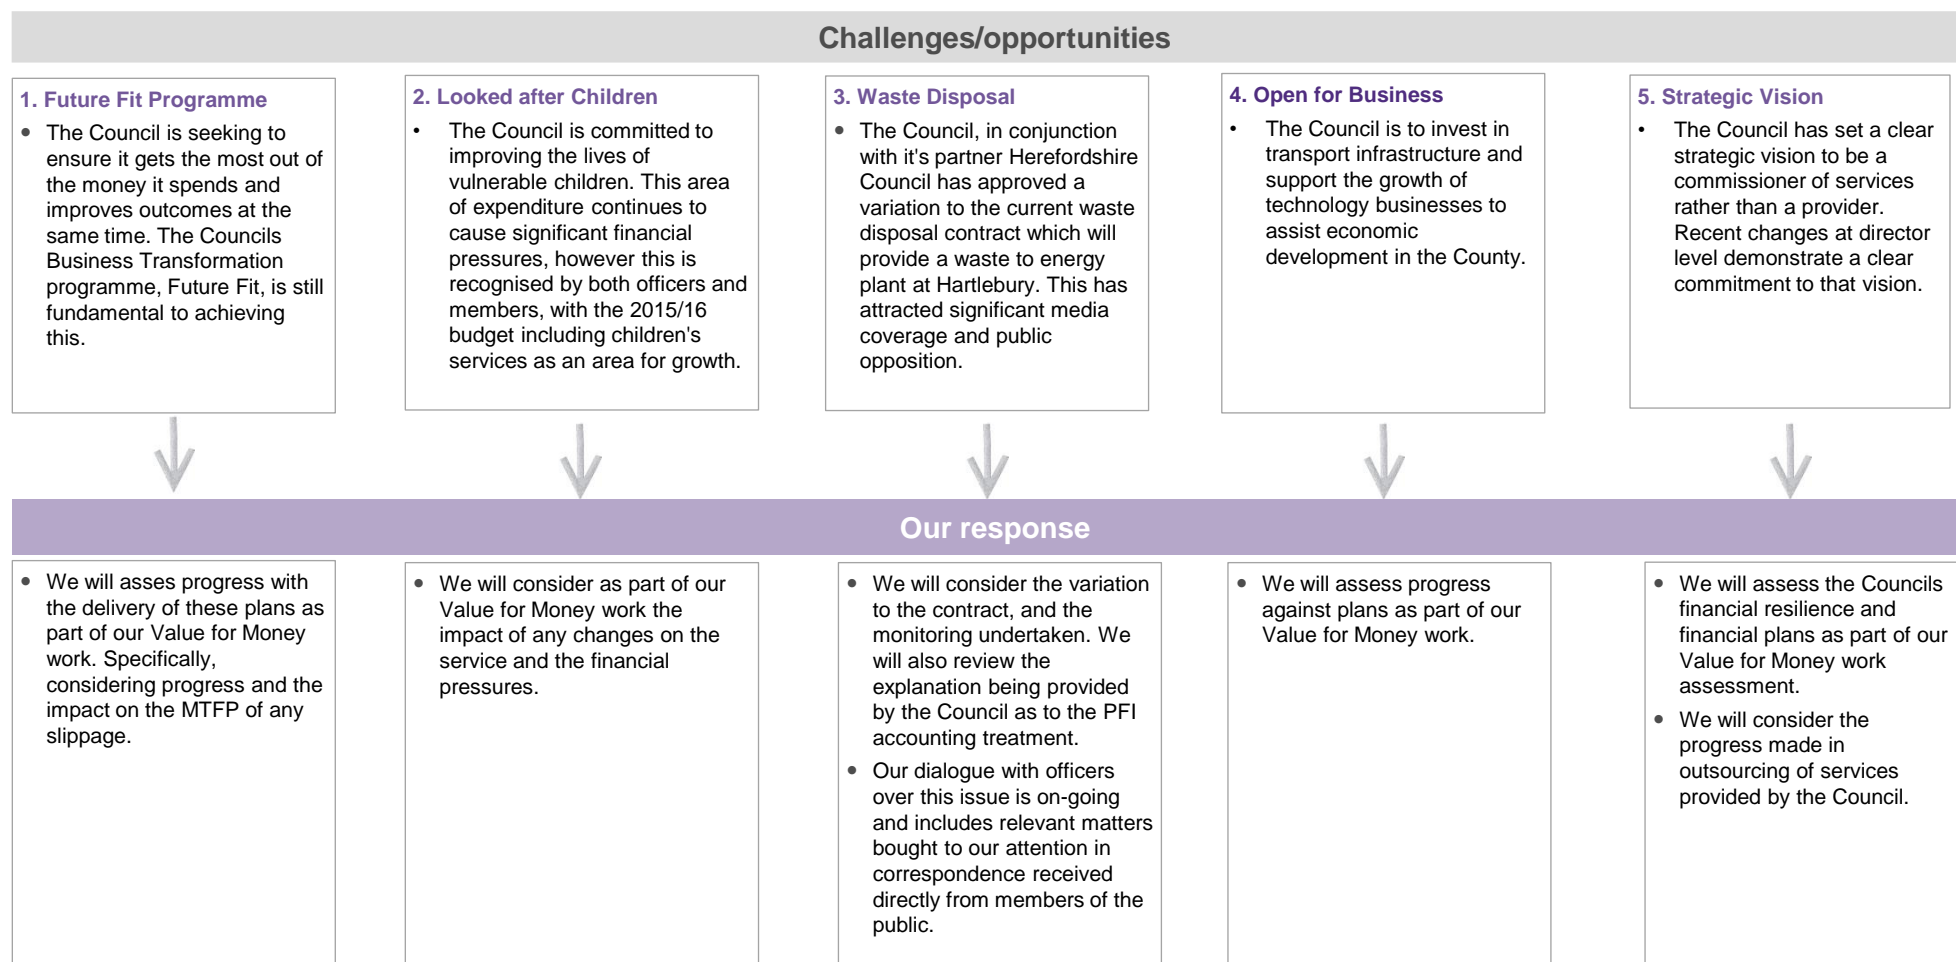 Challenges/opportunities
1. Future Fit Programme
• The Council is seeking to
ensure it gets the most out of
the money it spends and
improves outcomes at the
same time. The Councils
Business Transformation
programme, Future Fit, is still
fundamental to achieving
this.
2. Looked after Children
• The Council is committed to
improving the lives of
vulnerable children. This area
of expenditure continues to
cause significant financial
pressures, however this is
recognised by both officers and
members, with the 2015/16
budget including children's
services as an area for growth.
3. Waste Disposal
• The Council, in conjunction
with it's partner Herefordshire
Council has approved a
variation to the current waste
disposal contract which will
provide a waste to energy
plant at Hartlebury. This has
attracted significant media
coverage and public
opposition.
4. Open for Business
• The Council is to invest in
transport infrastructure and
support the growth of
technology businesses to
assist economic
development in the County.
5. Strategic Vision
• The Council has set a clear
strategic vision to be a
commissioner of services
rather than a provider.
Recent changes at director
level demonstrate a clear
commitment to that vision.
Our response
• We will asses progress with
the delivery of these plans as
part of our Value for Money
work. Specifically,
considering progress and the
impact on the MTFP of any
slippage.
• We will consider as part of our
Value for Money work the
impact of any changes on the
service and the financial
pressures.
• We will consider the variation
to the contract, and the
monitoring undertaken. We
will also review the
explanation being provided
by the Council as to the PFI
accounting treatment.
• Our dialogue with officers
over this issue is on-going
and includes relevant matters
bought to our attention in
correspondence received
directly from members of the
public.
• We will assess progress
against plans as part of our
Value for Money work.
• We will assess the Councils
financial resilience and
financial plans as part of our
Value for Money work
assessment.
• We will consider the
progress made in
outsourcing of services
provided by the Council.